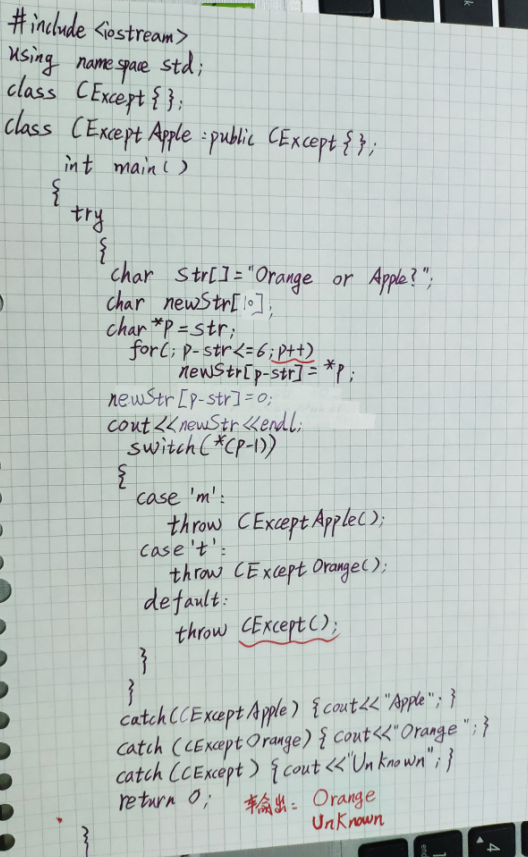 #include <iostream>
using namespace std;
class CExcept{};
class CExceptApple:public CExcept{};
int main()
{
try
{
char str[]="Orange or Apple?";
char newStr[10];
char *p=str;
for(; p-str<=6;p++)
newStr[p-str]=*p;
newStr[p-str]=0;
cout<<newStr<<endl;
switch(*(p-1))
{
case 'm':
throw CExceptApple();
case 't':
throw CExceptOrange();
default:
throw CExcept();
}
}
catch(CExceptApple) {cout<<"Apple";}
catch(CExceptOrange) {cout<<"Orange";}
catch(CExcept) {cout<<"Unknown";}
return 0; 输出: Orange
UnKnown
}
4